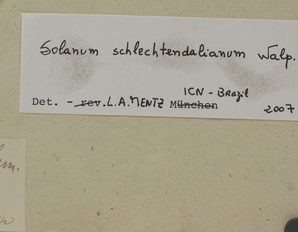 Solanum schlechtendalianum Walp.
ICN - Brazil
Det. - rev. L.A. MENTZ München 2007
m.